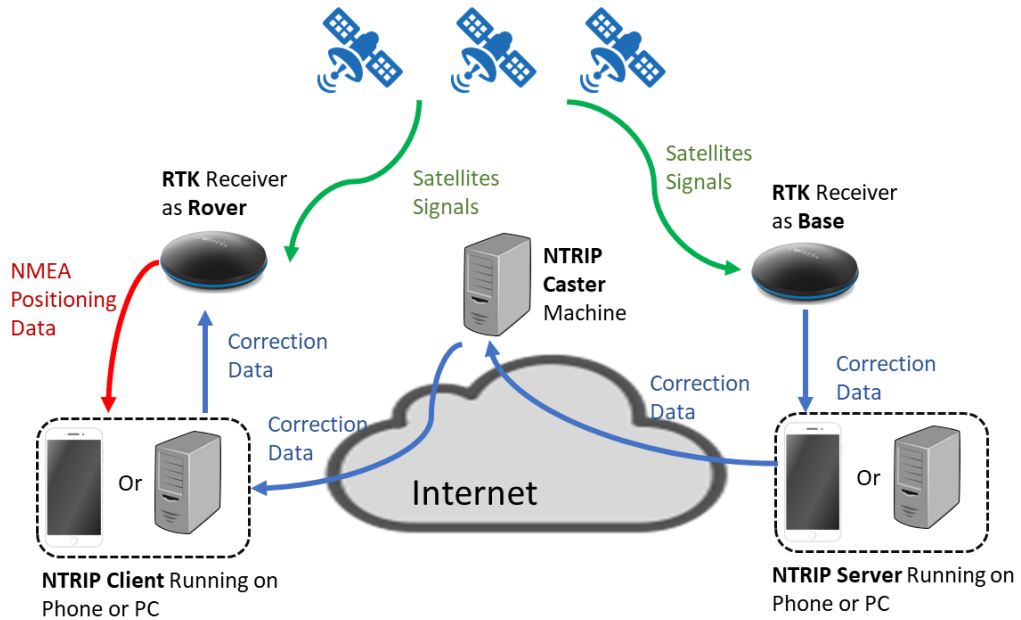 Satellites
Signals
Satellites
Signals
RTK Receiver
as Rover
RTK Receiver
as Base
NMEA
Positioning
Data
NTRIP
Caster
Machine
Correction
Data
Correction
Data
Correction
Data
Correction
Data
Or
Internet
Or
NTRIP Client Running on
Phone or PC
NTRIP Server Running on
Phone or PC